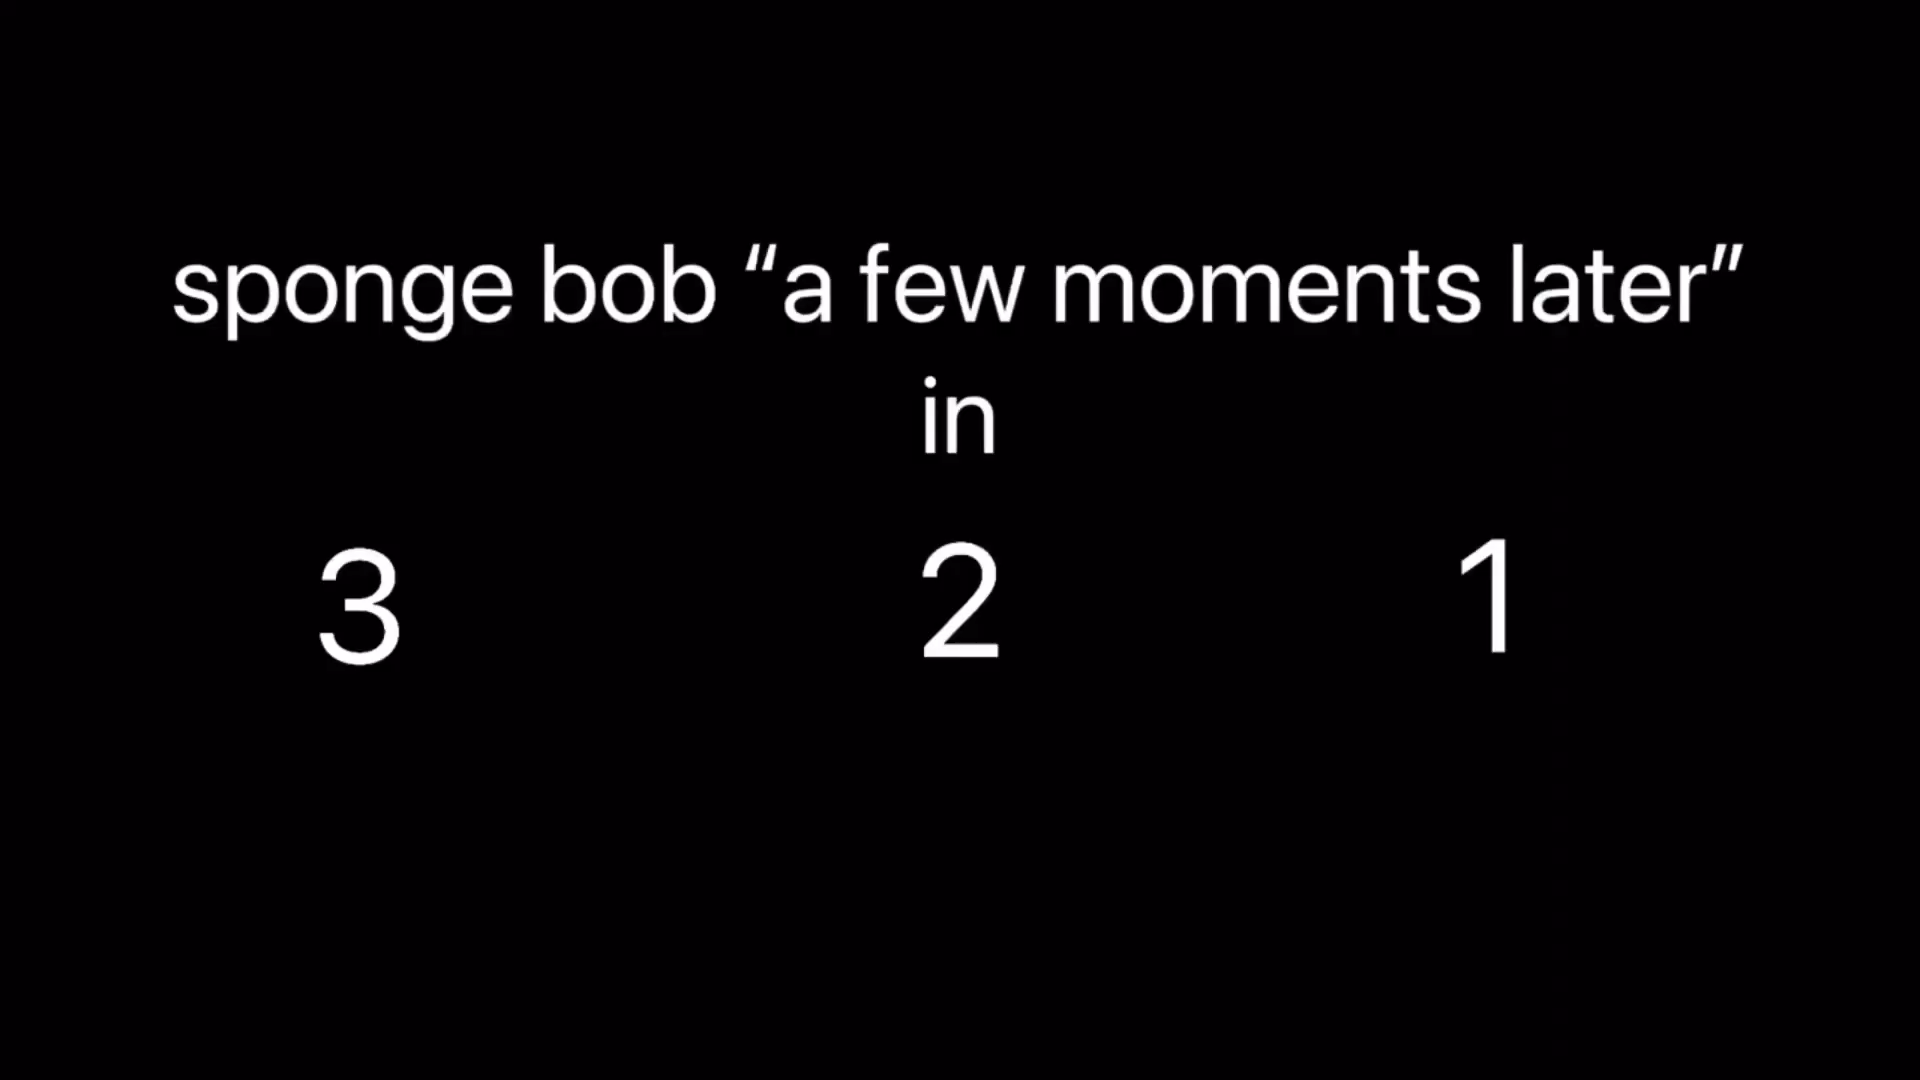 sponge bob “a few moments later”
in
3 2 1